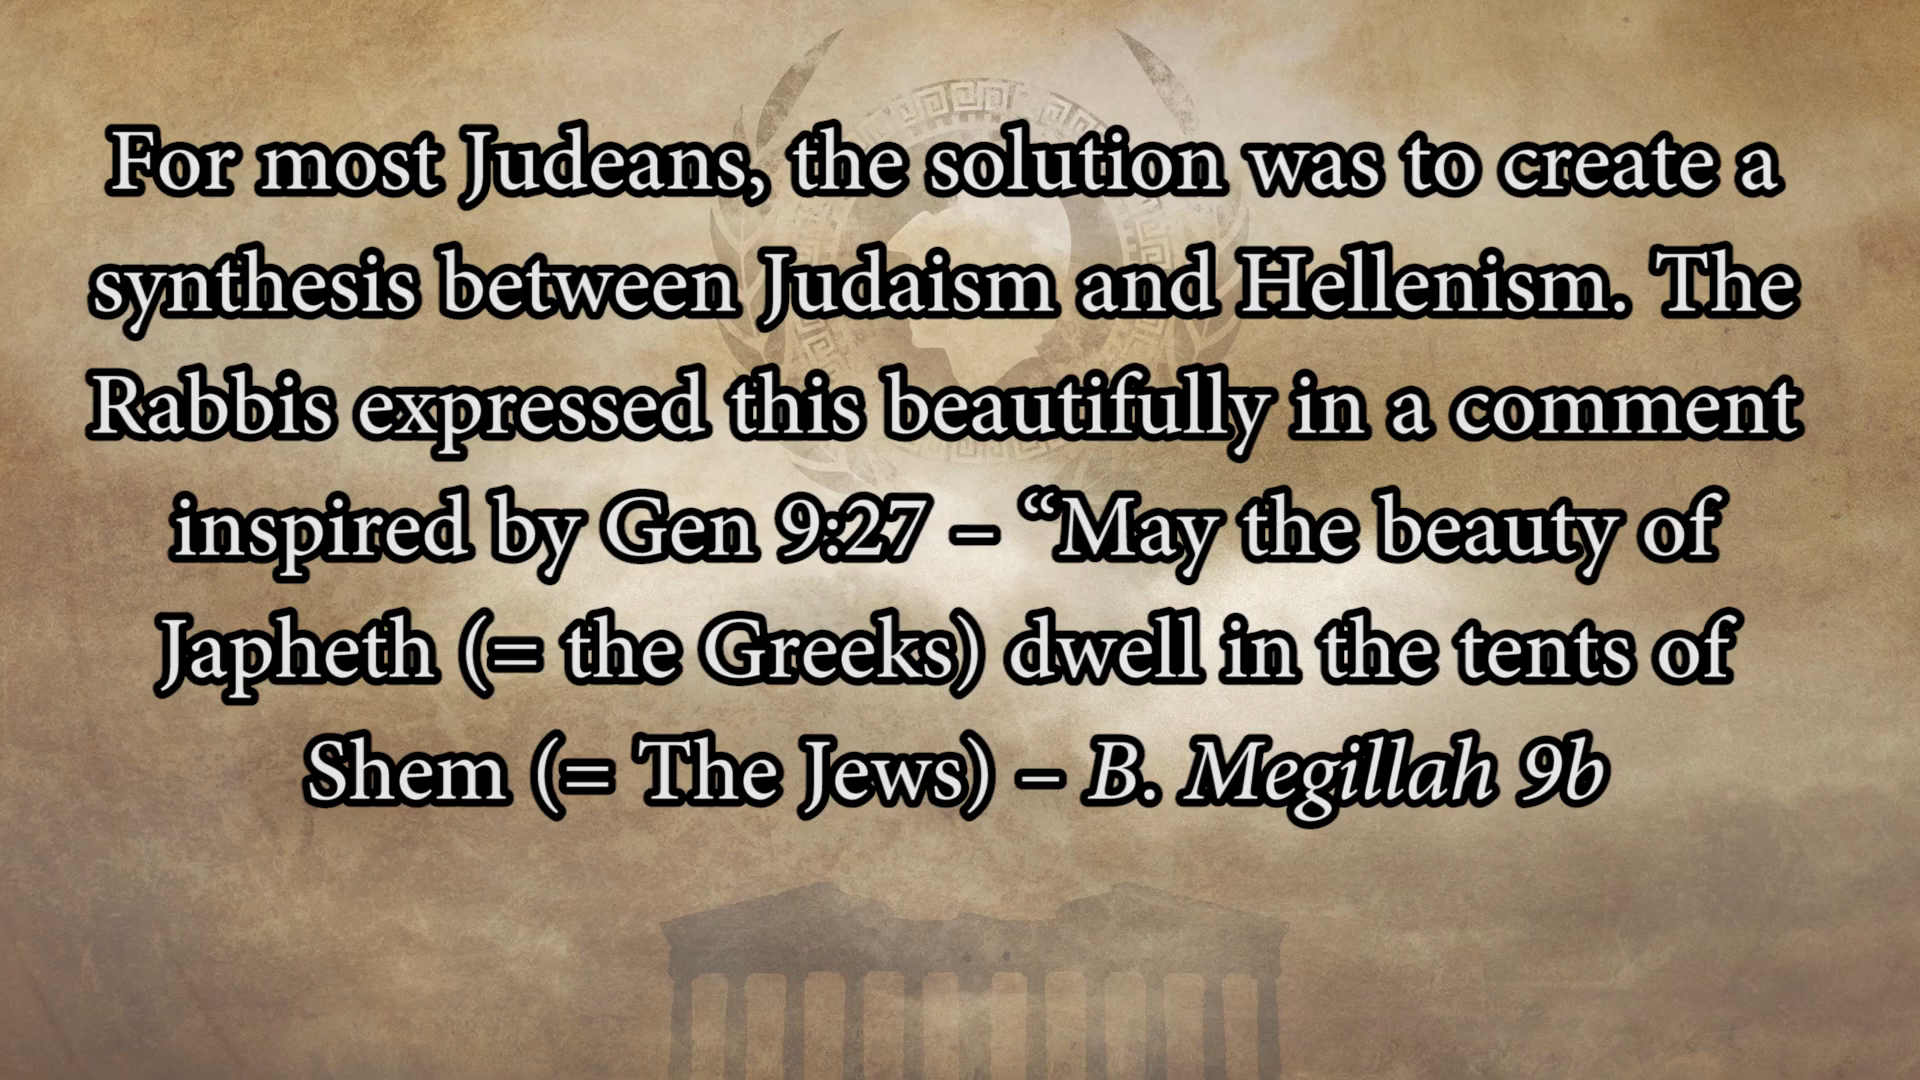 For most Judeans, the solution was to create a
synthesis between Judaism and Hellenism. The
Rabbis expressed this beautifully in a comment
inspired by Gen 9:27 – “May the beauty of
Japheth (= the Greeks) dwell in the tents of
Shem (= The Jews) – B. Megillah 9b